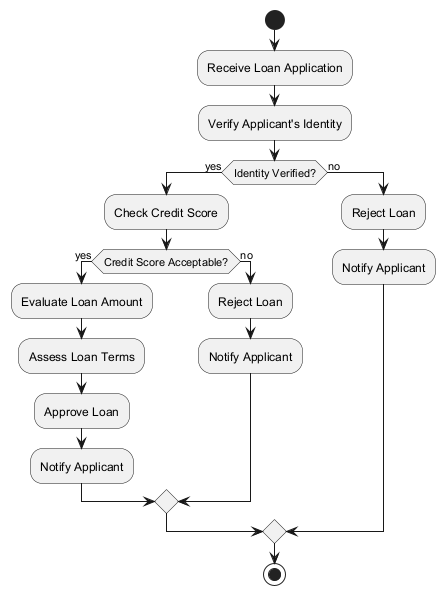 Receive Loan Application
Verify Applicant's Identity
yes
Identity Verified?
no
Check Credit Score
Reject Loan
yes
Credit Score Acceptable?
no
Notify Applicant
Evaluate Loan Amount
Reject Loan
Assess Loan Terms
Notify Applicant
Approve Loan
Notify Applicant